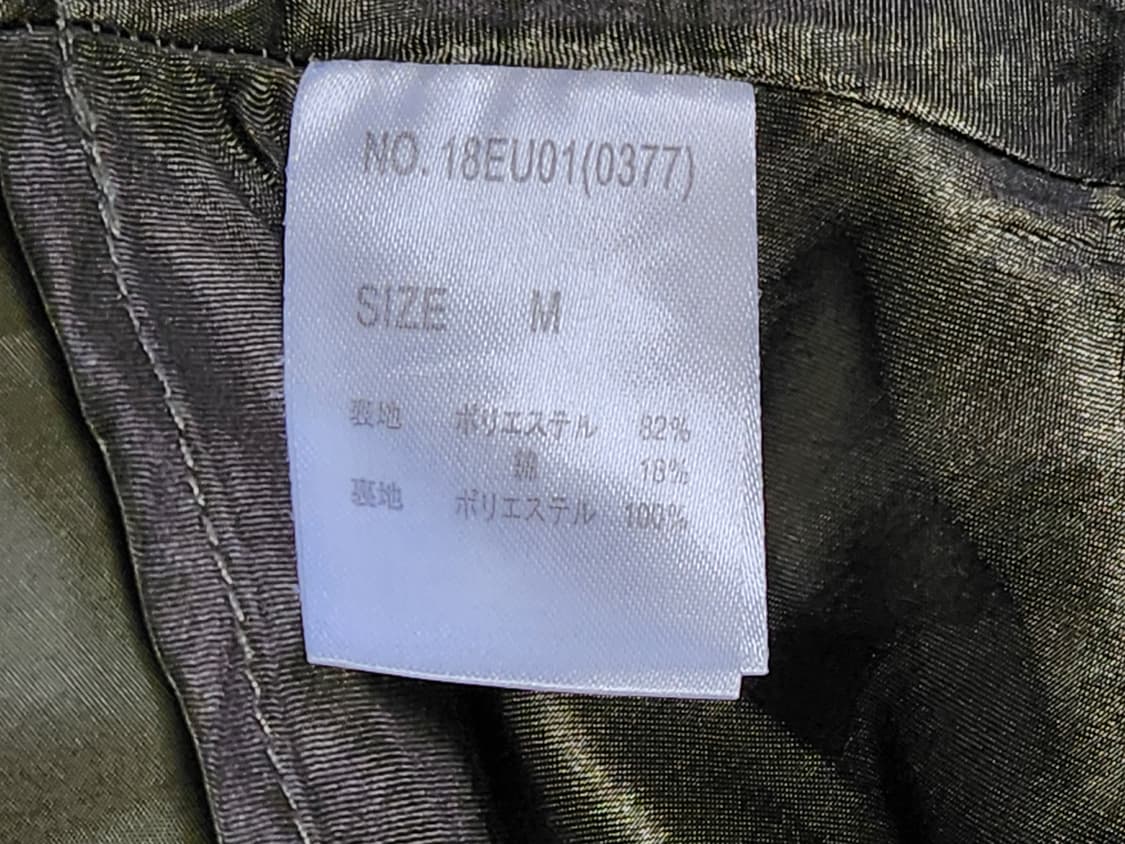 NO. 18EU01(0377)
SIZE M
表地 ポリエステル 82%
綿 18%
裏地 ポリエステル 100%